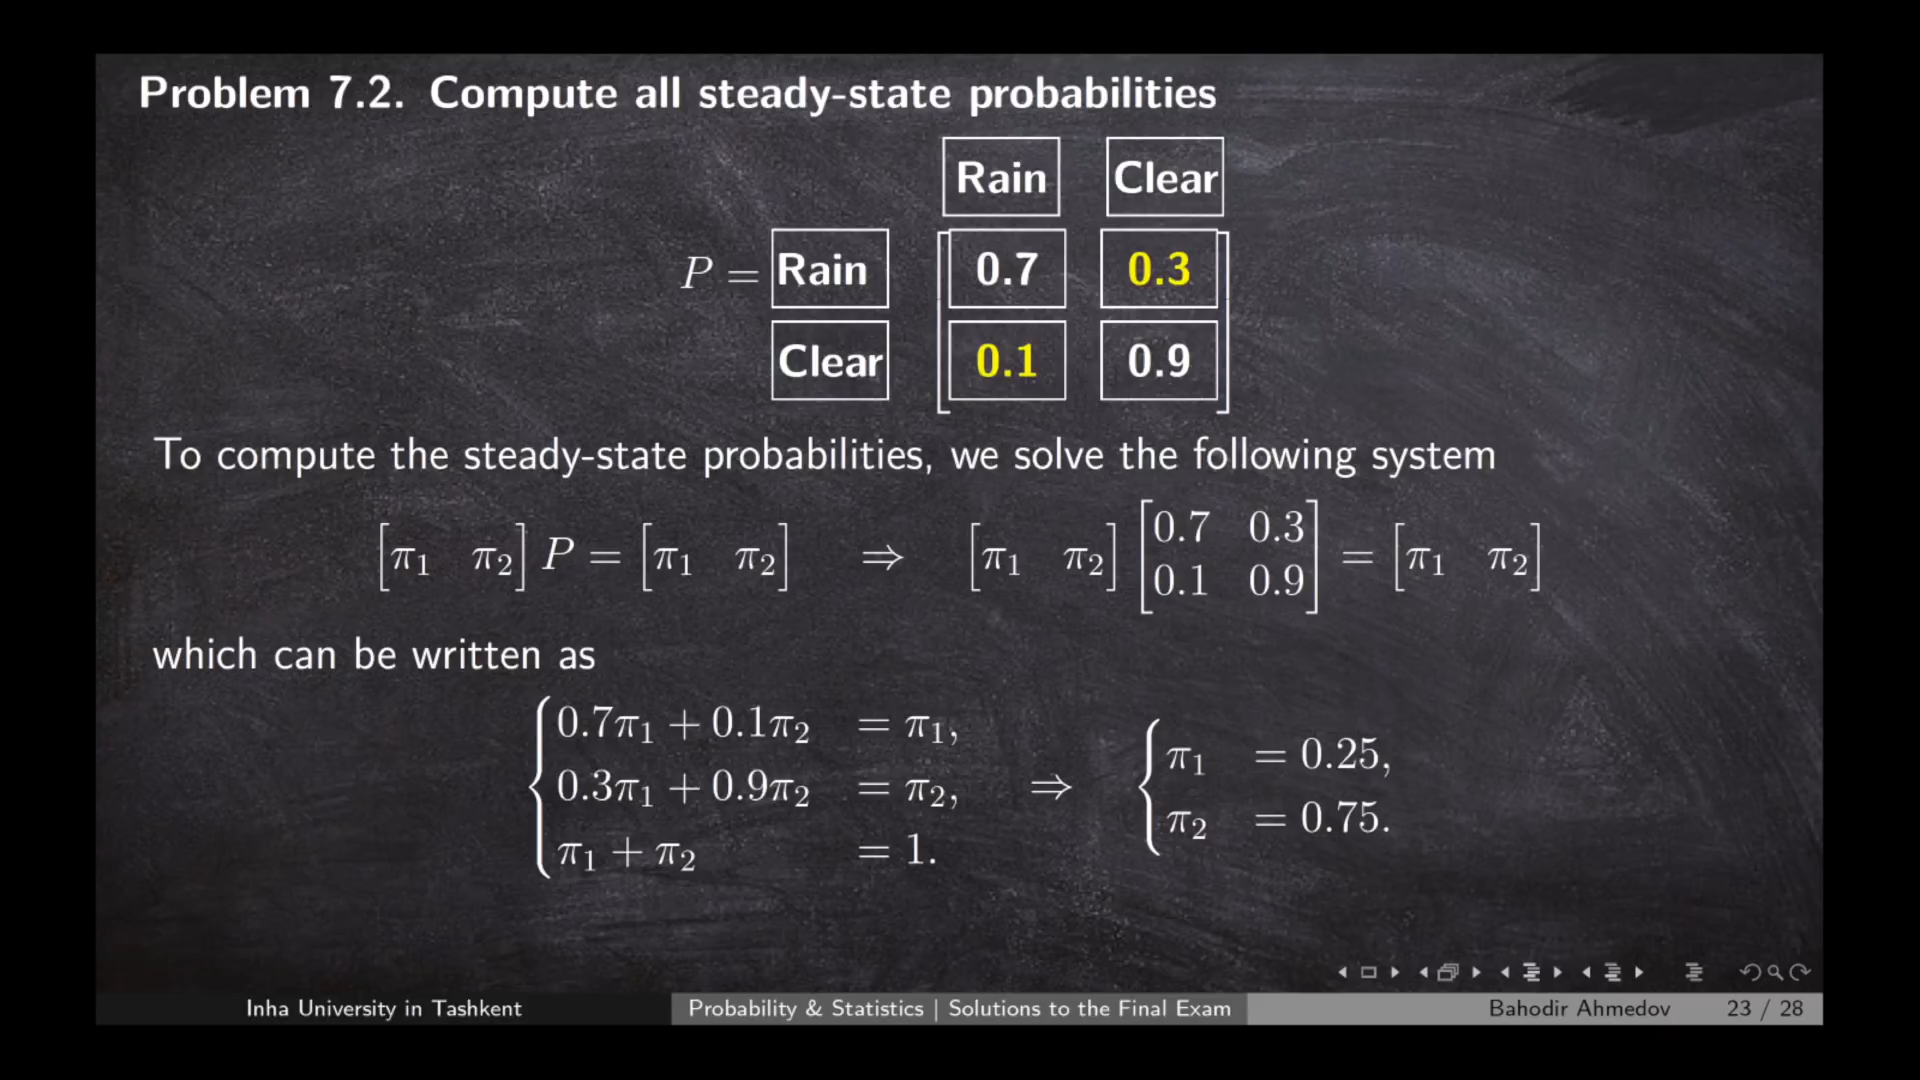 Problem 7.2. Compute all steady-state probabilities
Rain Clear
P = Rain 0.7 0.3
Clear 0.1 0.9
To compute the steady-state probabilities, we solve the following system
[π₁ π₂] P = [π₁ π₂] ⇒ [π₁ π₂] [0.7 0.3
0.1 0.9] = [π₁ π₂]
which can be written as
0.7π₁ + 0.1π₂ = π₁,
0.3π₁ + 0.9π₂ = π₂, ⇒
π₁ + π₂ = 1.
π₁ = 0.25,
π₂ = 0.75.
Inha University in Tashkent Probability & Statistics | Solutions to the Final Exam Bahodir Ahmedov 23 / 28